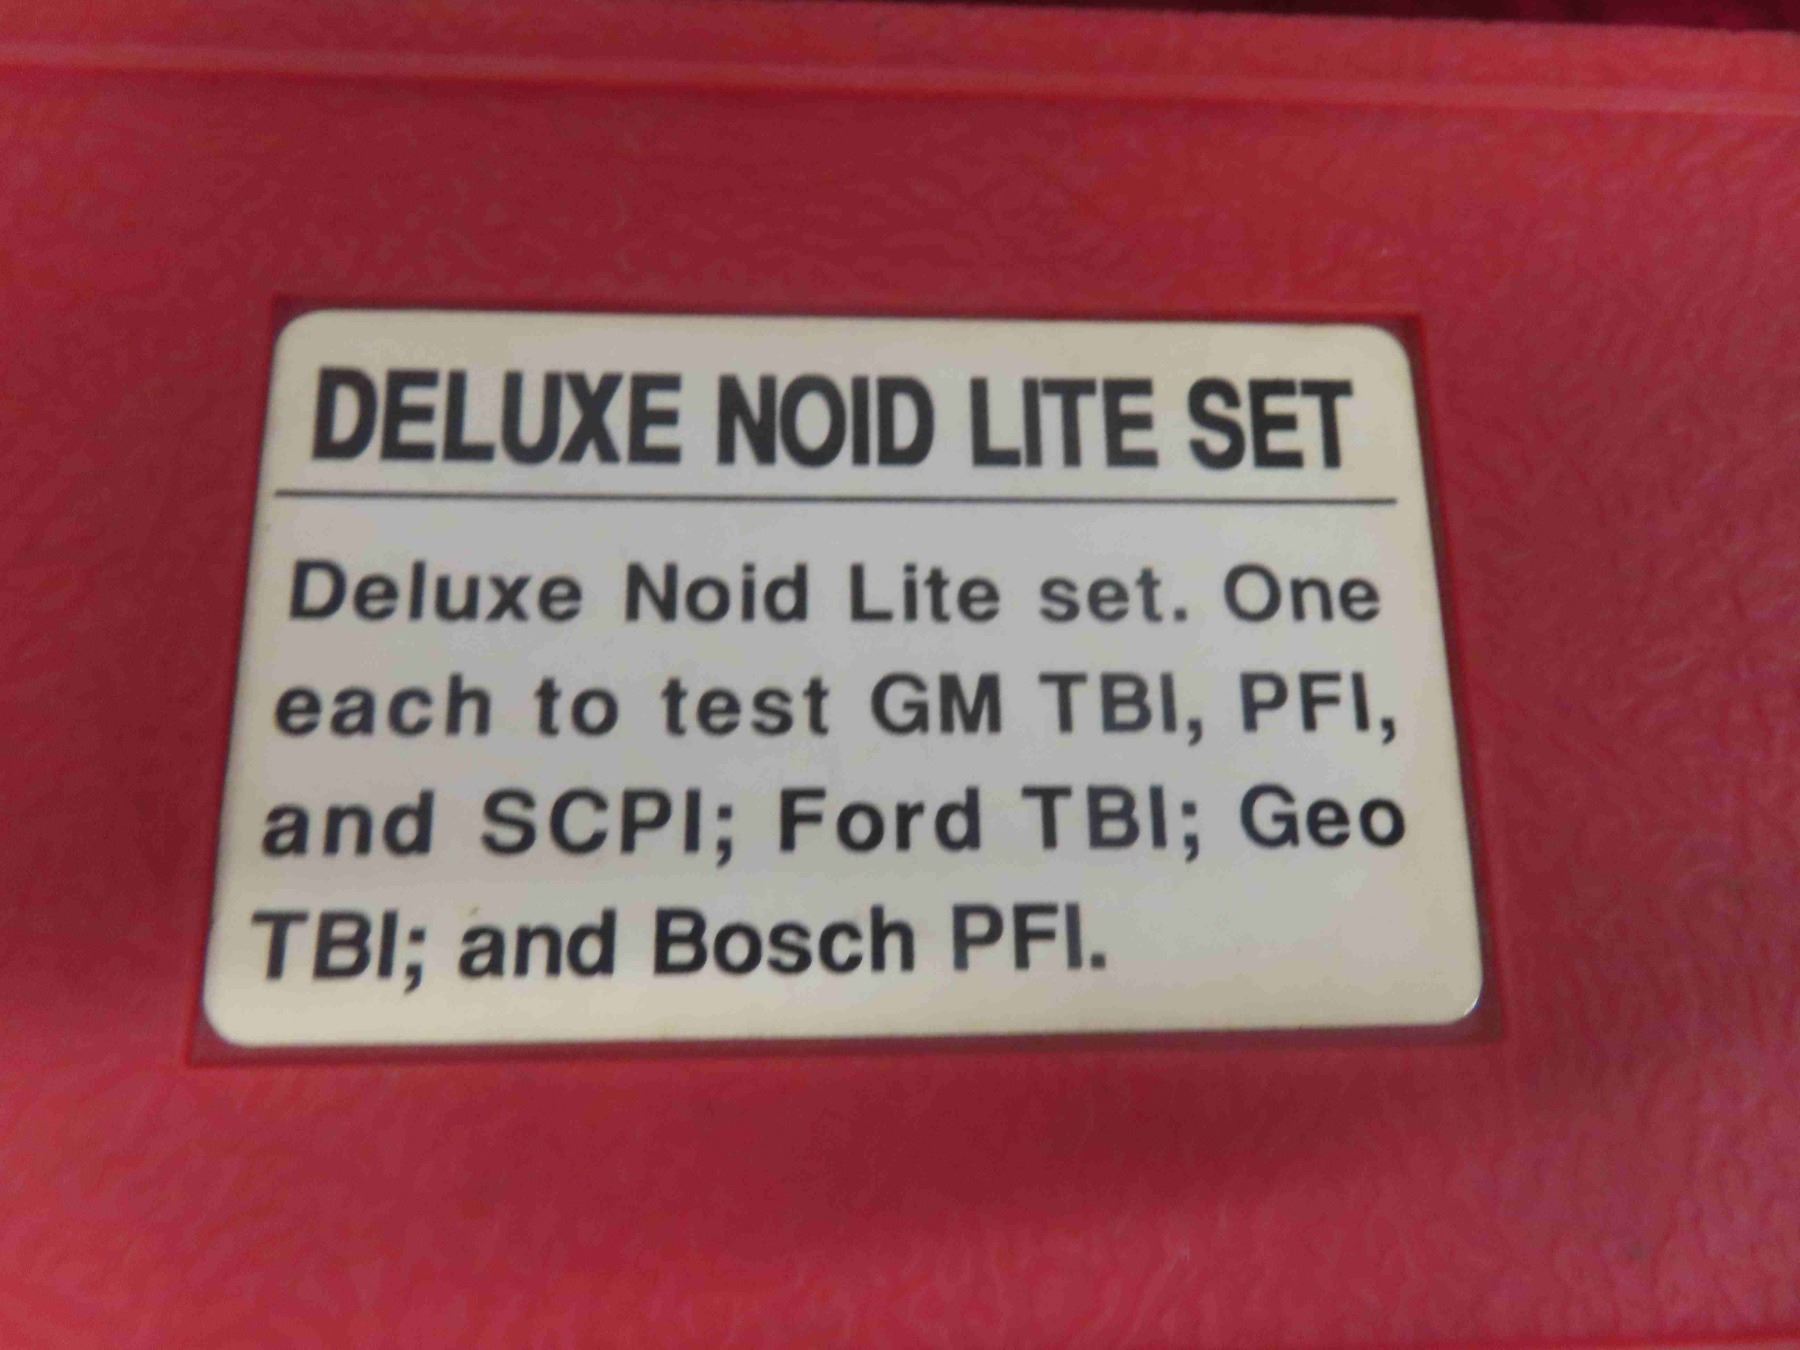 DELUXE NOID LITE SET
Deluxe Noid Lite set. One
each to test GM TBI, PFI,
and SCPI; Ford TBI; Geo
TBI; and Bosch PFI.